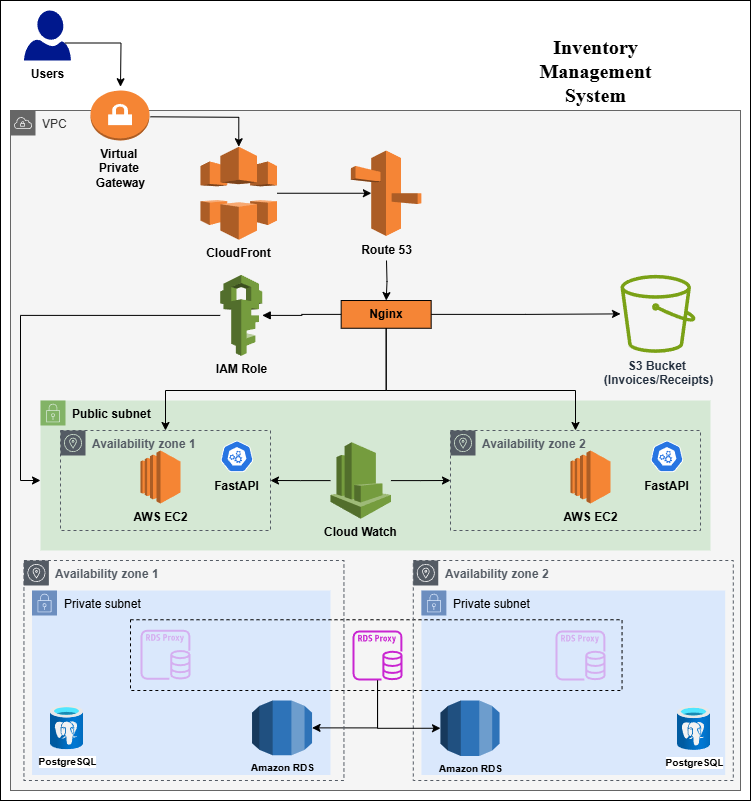 Inventory
Management
System
Users
VPC
Virtual
Private
Gateway
CloudFront
Route 53
Nginx
IAM Role
S3 Bucket
(Invoices/Receipts)
Public subnet
Availability zone 1
FastAPI
AWS EC2
Cloud Watch
Availability zone 2
FastAPI
AWS EC2
Availability zone 1
Private subnet
RDS Proxy
RDS Proxy
Availability zone 2
Private subnet
RDS Proxy
PostgreSQL
Amazon RDS
Amazon RDS
PostgreSQL